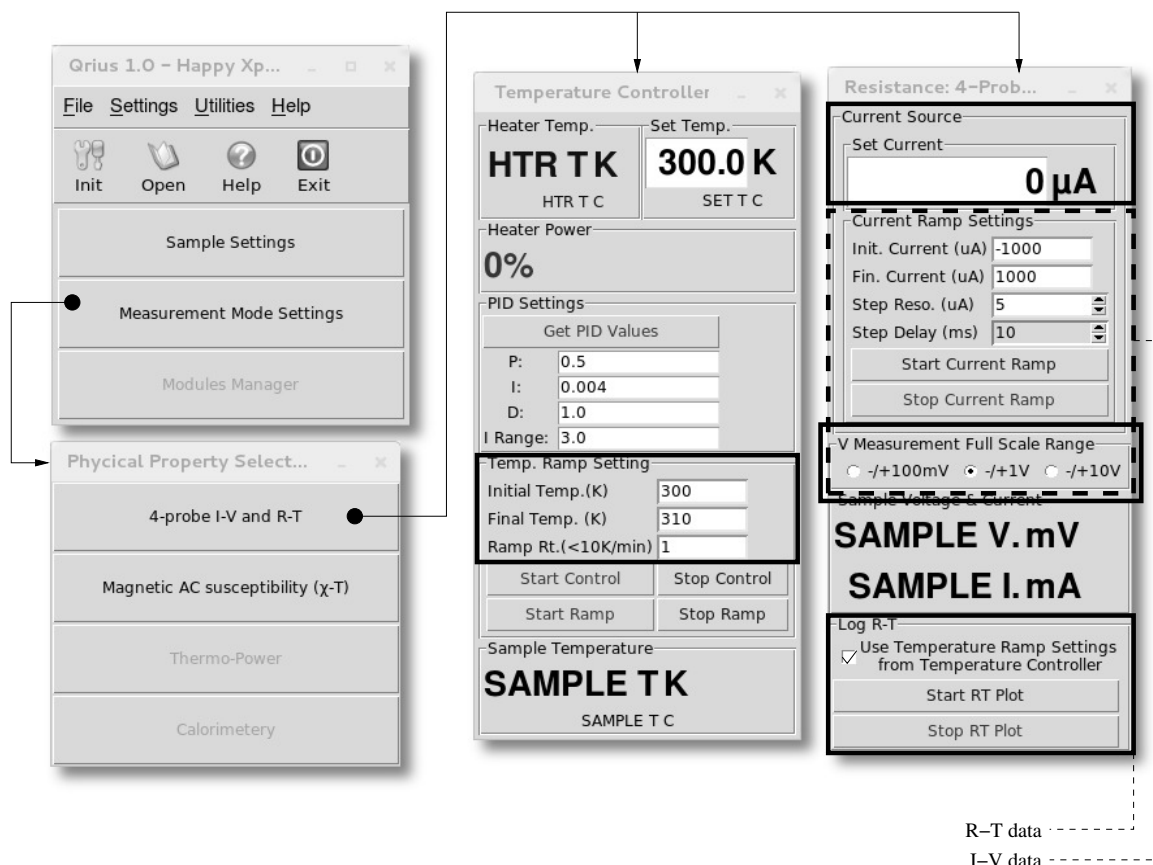 Qrius 1.0 – Happy Xp...
File Settings Utilities Help
Init Open Help Exit
Sample Settings
Measurement Mode Settings
Modules Manager
Phycical Property Select...
4-probe I-V and R-T
Magnetic AC susceptibility (χ-T)
Thermo-Power
Calorimetery
Temperature Controller
Heater Temp. Set Temp.
HTR T K 300.0 K
HTR T C SET T C
Heater Power
0%
PID Settings
Get PID Values
P: 0.5
I: 0.004
D: 1.0
I Range: 3.0
Temp. Ramp Setting
Initial Temp.(K) 300
Final Temp. (K) 310
Ramp Rt.(<10K/min) 1
Start Control Stop Control
Start Ramp Stop Ramp
Sample Temperature
SAMPLE T K
SAMPLE T C
Resistance: 4-Prob...
Current Source
Set Current
0 μA
Current Ramp Settings
Init. Current (uA) -1000
Fin. Current (uA) 1000
Step Reso. (uA) 5
Step Delay (ms) 10
Start Current Ramp
Stop Current Ramp
V Measurement Full Scale Range
-/+100mV -/+1V -/+10V
Sample Voltage & Current
SAMPLE V.mV
SAMPLE I.mA
Log R-T
Use Temperature Ramp Settings
from Temperature Controller
Start RT Plot
Stop RT Plot
R–T data
I–V data